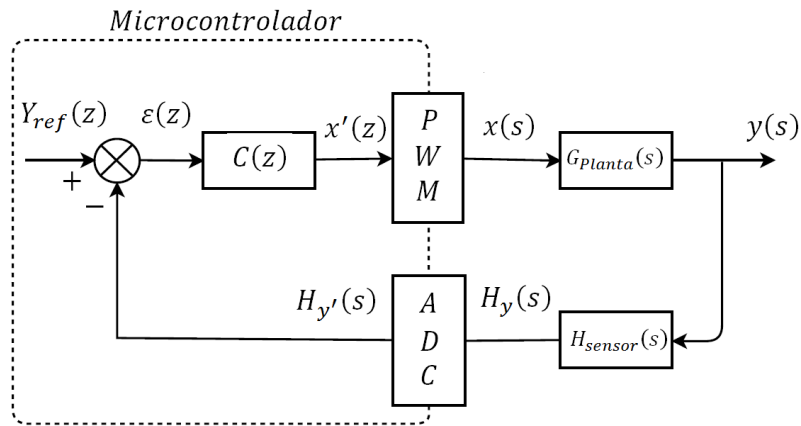 Microcontrolador
Y_ref(z)
ε(z)
C(z)
x′(z)
P
W
M
x(s)
G_Planta(s)
y(s)
+
−
H_y′(s)
A
D
C
H_y(s)
H_sensor(s)